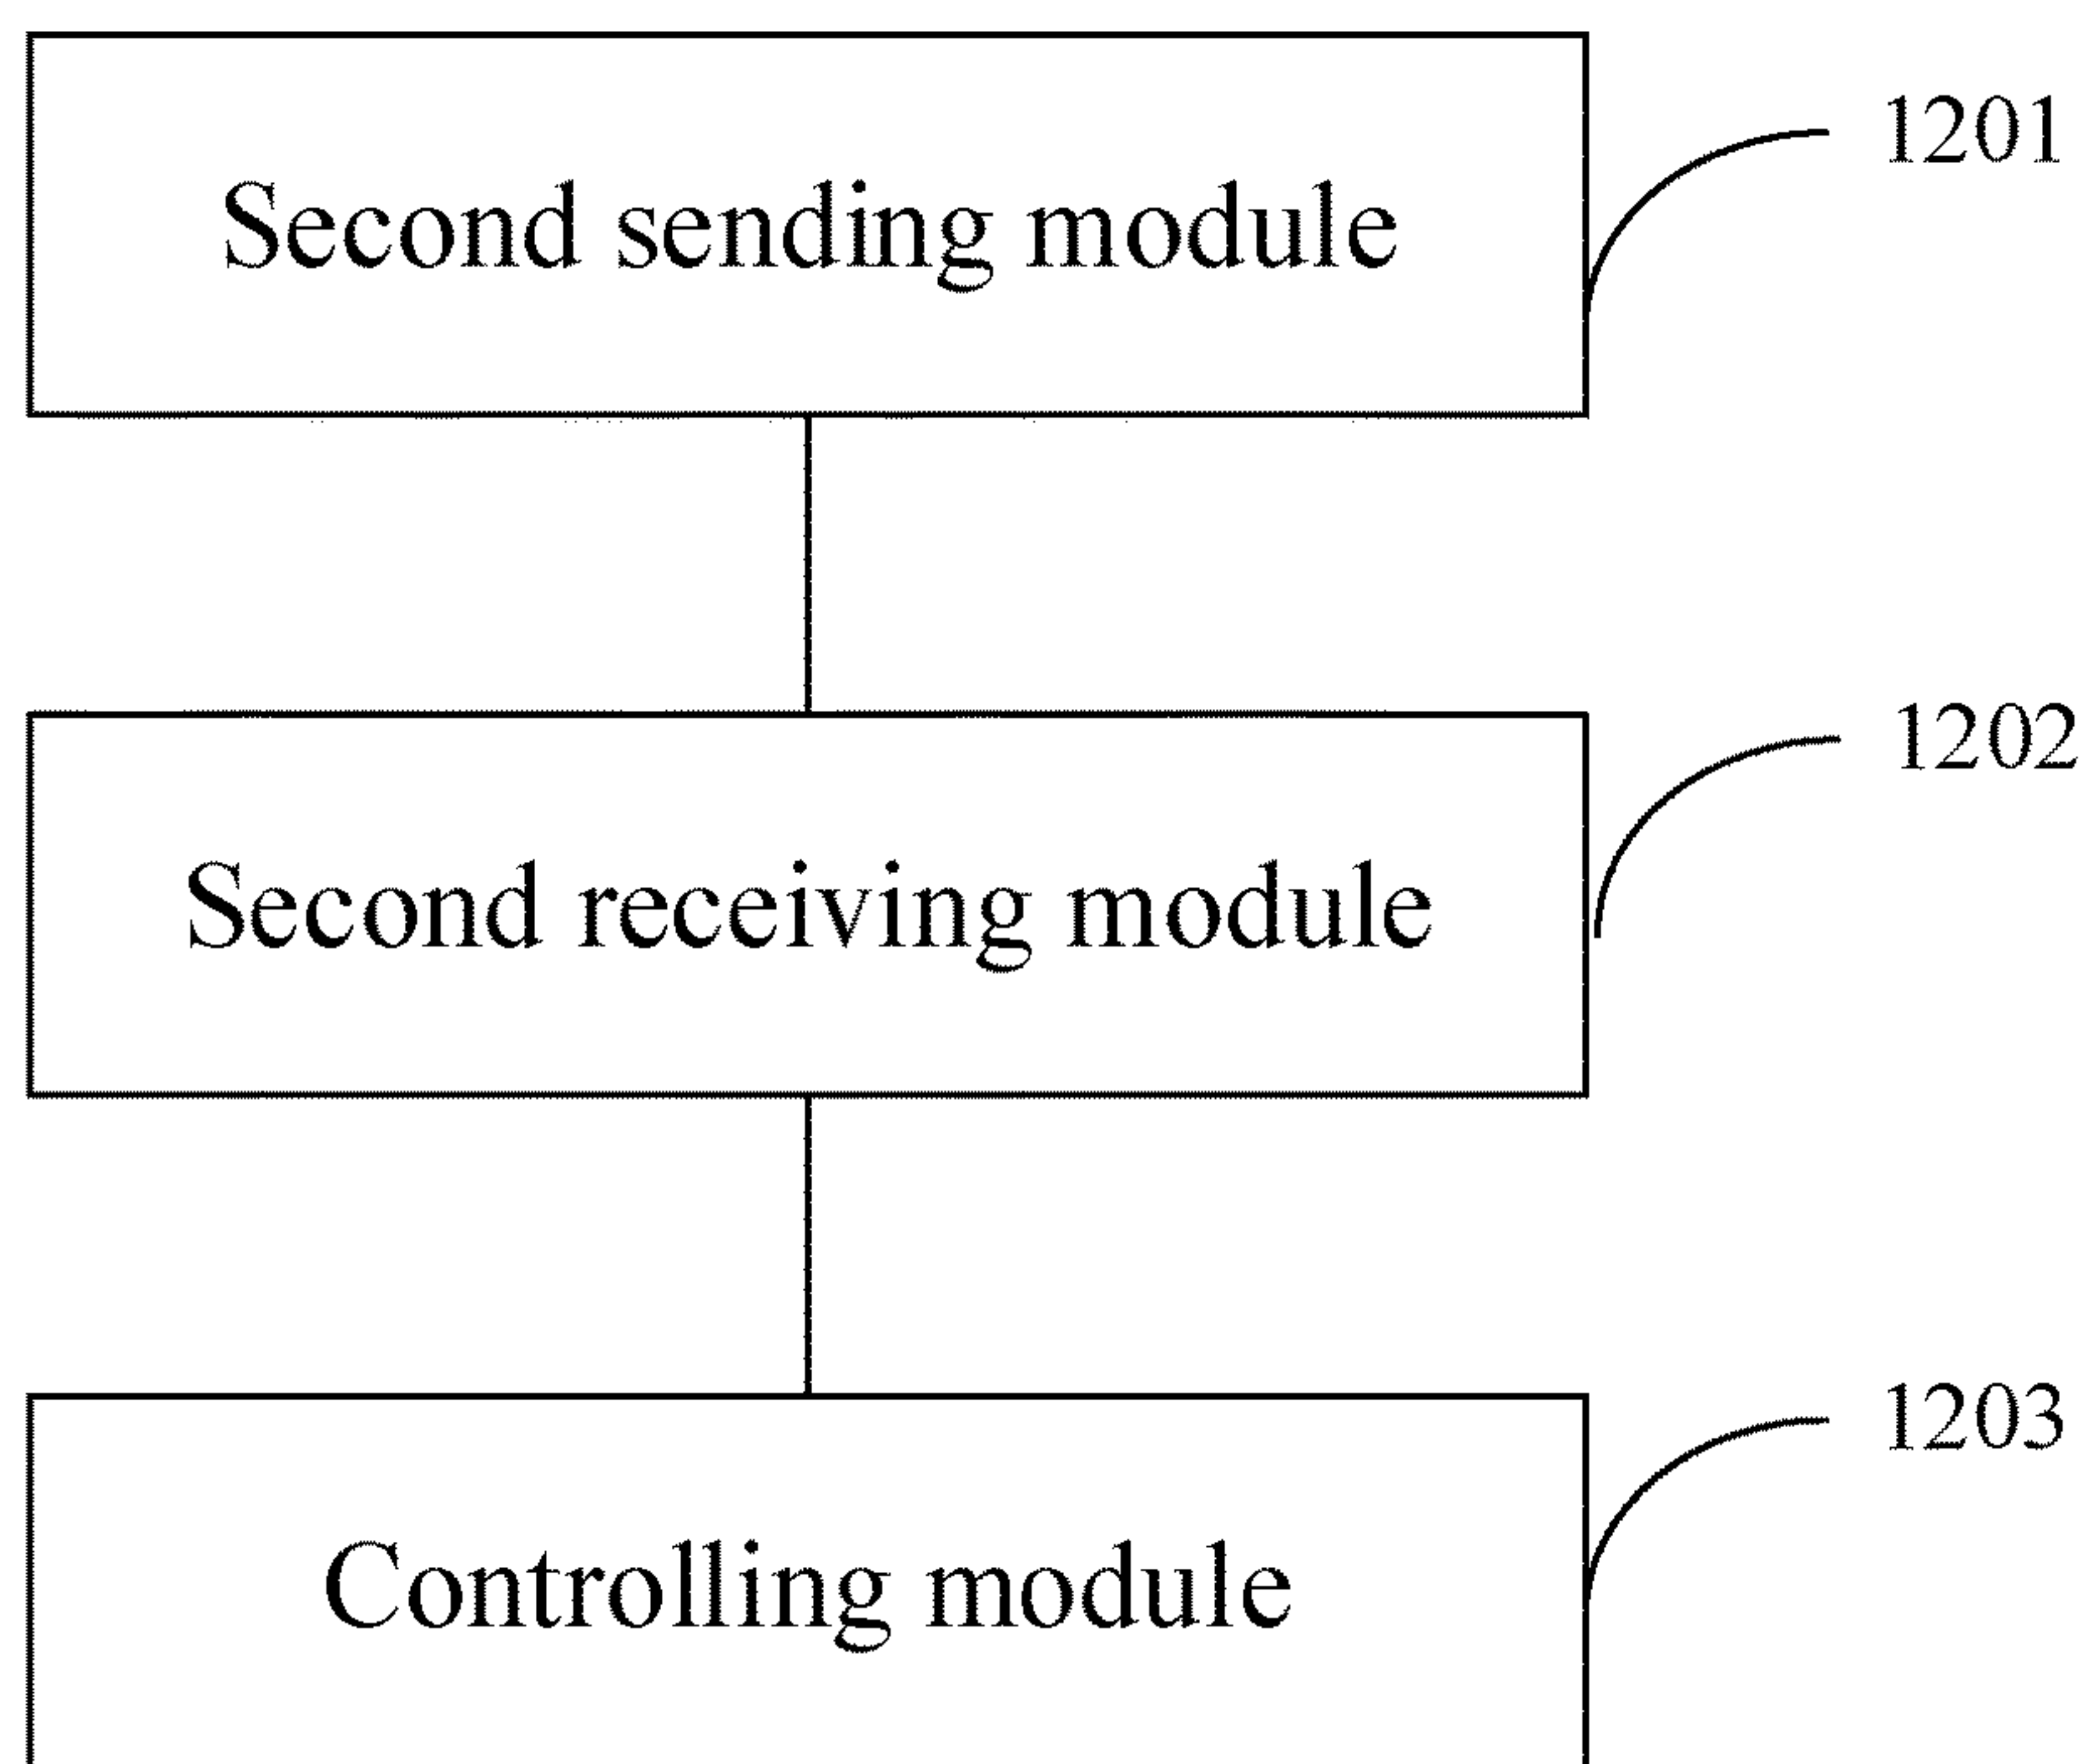 1201
Second sending module
1202
Second receiving module
1203
Controlling module